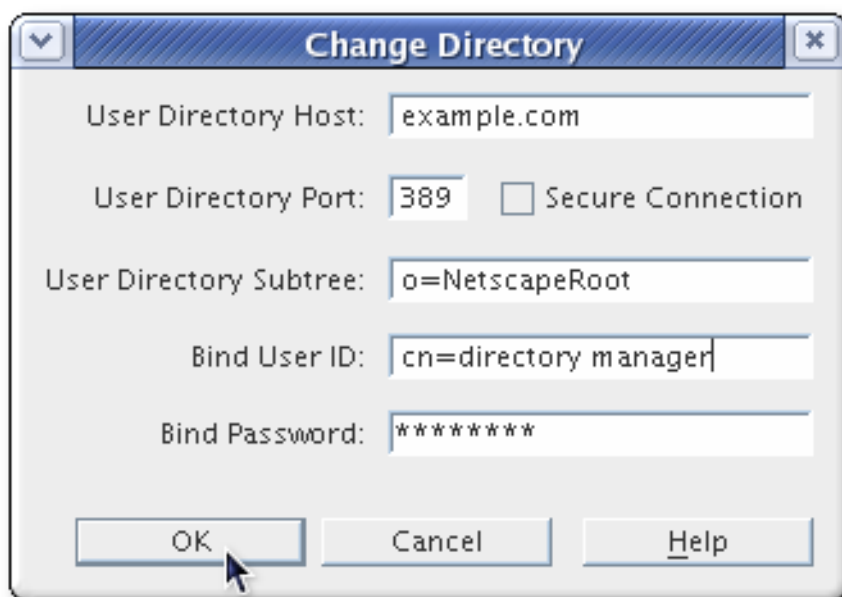 Change Directory
User Directory Host: example.com
User Directory Port: 389 Secure Connection
User Directory Subtree: o=NetscapeRoot
Bind User ID: cn=directory manager
Bind Password: ********
OK Cancel Help